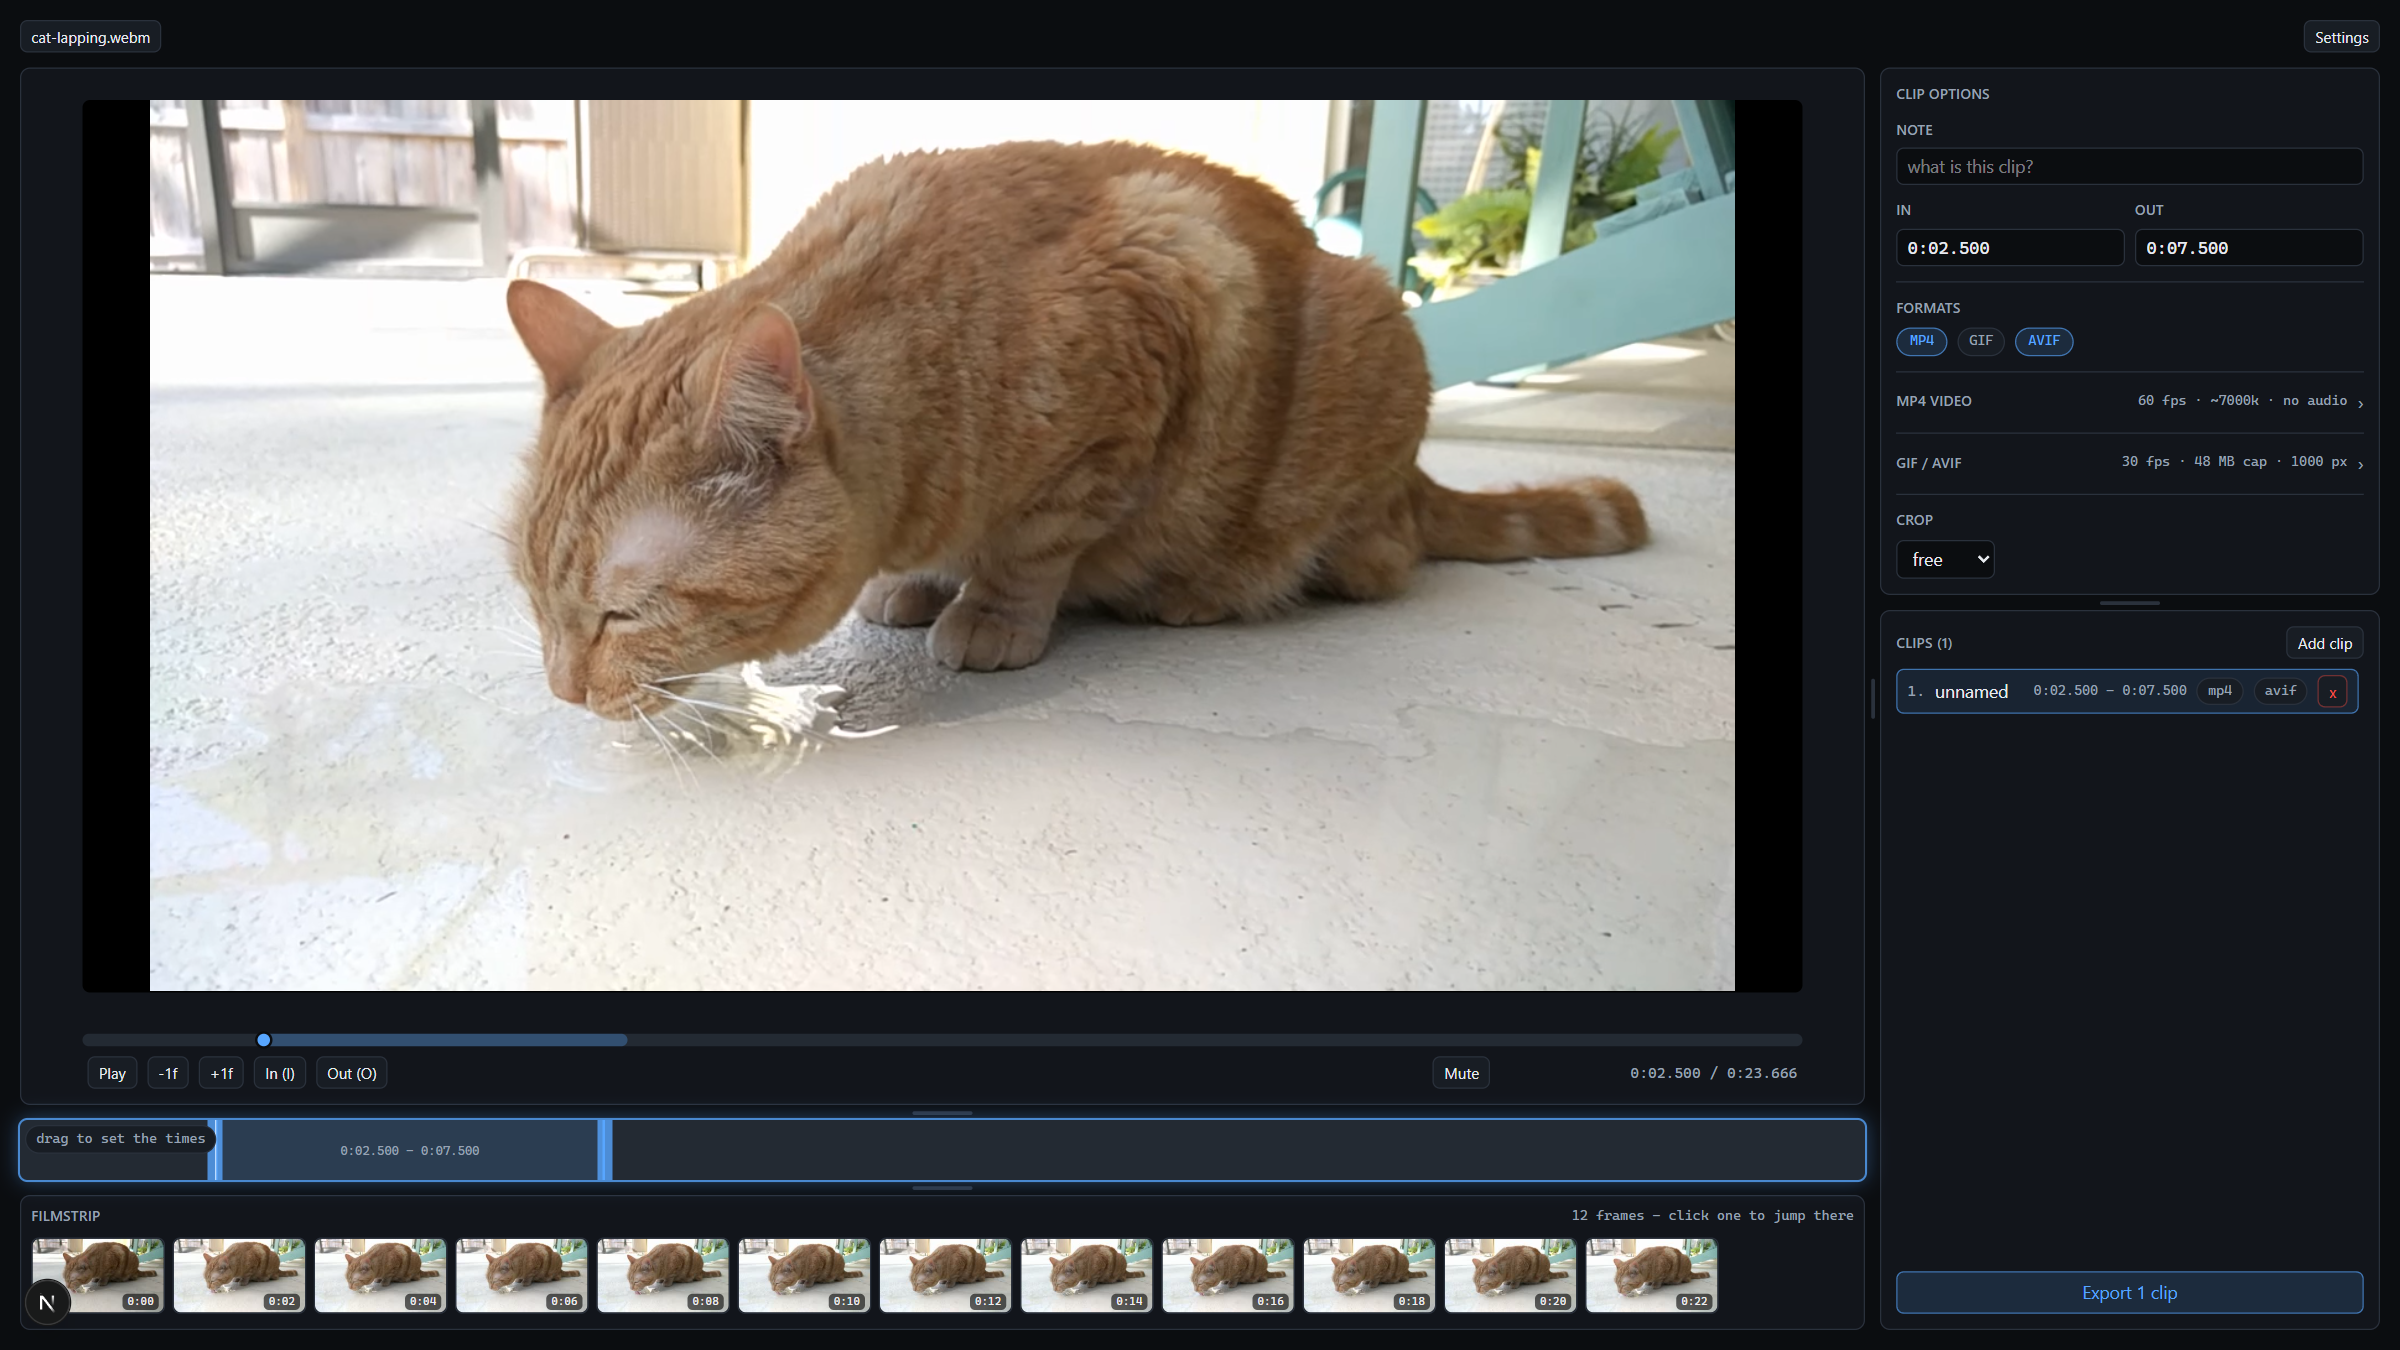 cat-lapping.webm
Settings
CLIP OPTIONS
NOTE
what is this clip?
IN OUT
0:02.500 0:07.500
FORMATS
MP4 GIF AVIF
MP4 VIDEO 60 fps · ~7000k · no audio ›
GIF / AVIF 30 fps · 48 MB cap · 1000 px ›
CROP
free
CLIPS (1) Add clip
1. unnamed 0:02.500 – 0:07.500 mp4 avif x
Export 1 clip
Play -1f +1f In (I) Out (O) Mute 0:02.500 / 0:23.666
drag to set the times
0:02.500 – 0:07.500
FILMSTRIP 12 frames – click one to jump there
0:00 0:02 0:04 0:06 0:08 0:10 0:12 0:14 0:16 0:18 0:20 0:22
N